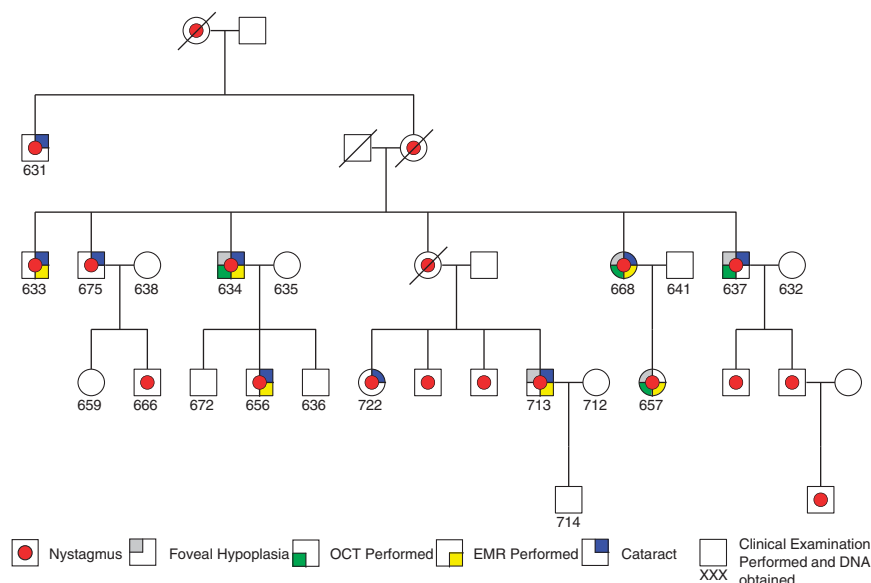 631
633 675 638 634 635 668 641 637 632
659 666 672 656 636 722 713 712 657
714
Nystagmus Foveal Hypoplasia OCT Performed EMR Performed Cataract Clinical Examination
Performed and DNA
XXX obtained